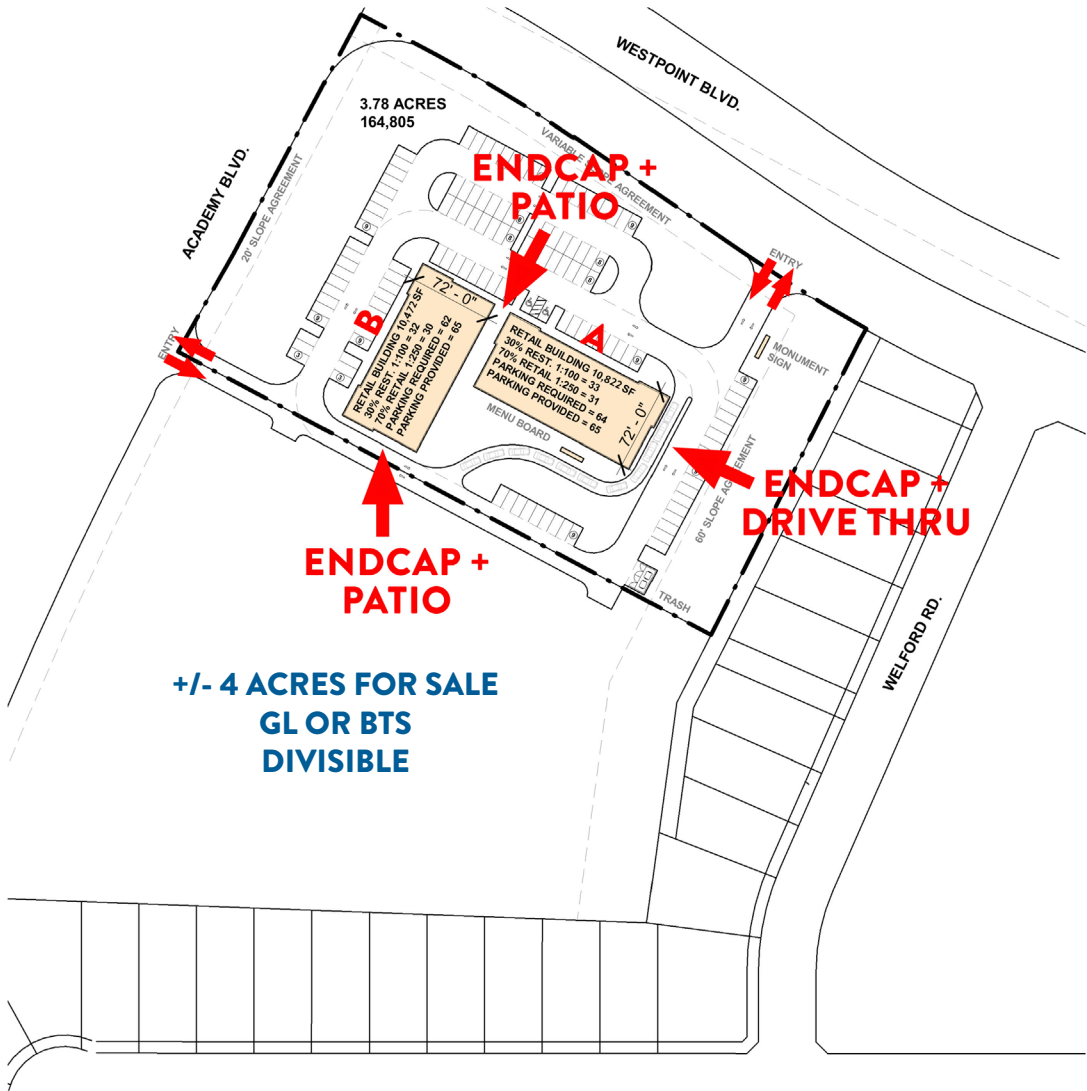 WESTPOINT BLVD.
3.78 ACRES
164,805
ACADEMY BLVD.
20' SLOPE AGREEMENT
VARIABLE SLOPE AGREEMENT
ENDCAP +
PATIO
ENTRY
ENTRY
B
72' - 0"
RETAIL BUILDING 10,472 SF
30% REST. 1:100 = 32
70% RETAIL 1:250 = 30
PARKING REQUIRED = 62
PARKING PROVIDED = 65
A
RETAIL BUILDING 10,822 SF
30% REST. 1:100 = 33
70% RETAIL 1:250 = 31
PARKING REQUIRED = 64
PARKING PROVIDED = 65
72' - 0"
MONUMENT
SIGN
MENU BOARD
60' SLOPE AGREEMENT
ENDCAP +
DRIVE THRU
ENDCAP +
PATIO
TRASH
WELFORD RD.
+/- 4 ACRES FOR SALE
GL OR BTS
DIVISIBLE